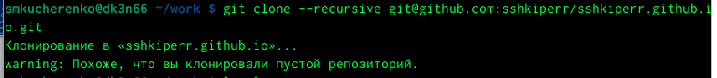 smkucherenko@dk3n66 ~/work $ git clone --recursive git@github.com:sshkiperr/sshkiperr.github.i
o.git
Клонирование в «sshkiperr.github.io»...
warning: Похоже, что вы клонировали пустой репозиторий.